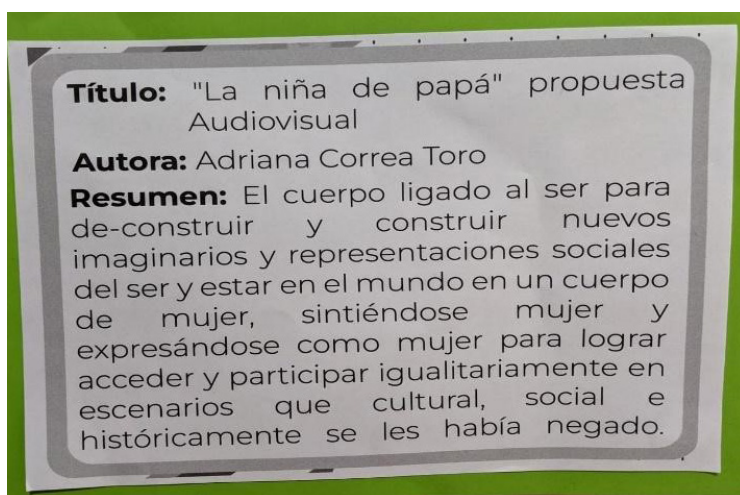 Título: "La niña de papá" propuesta
Audiovisual
Autora: Adriana Correa Toro
Resumen: El cuerpo ligado al ser para
de-construir y construir nuevos
imaginarios y representaciones sociales
del ser y estar en el mundo en un cuerpo
de mujer, sintiéndose mujer y
expresándose como mujer para lograr
acceder y participar igualitariamente en
escenarios que cultural, social e
históricamente se les había negado.